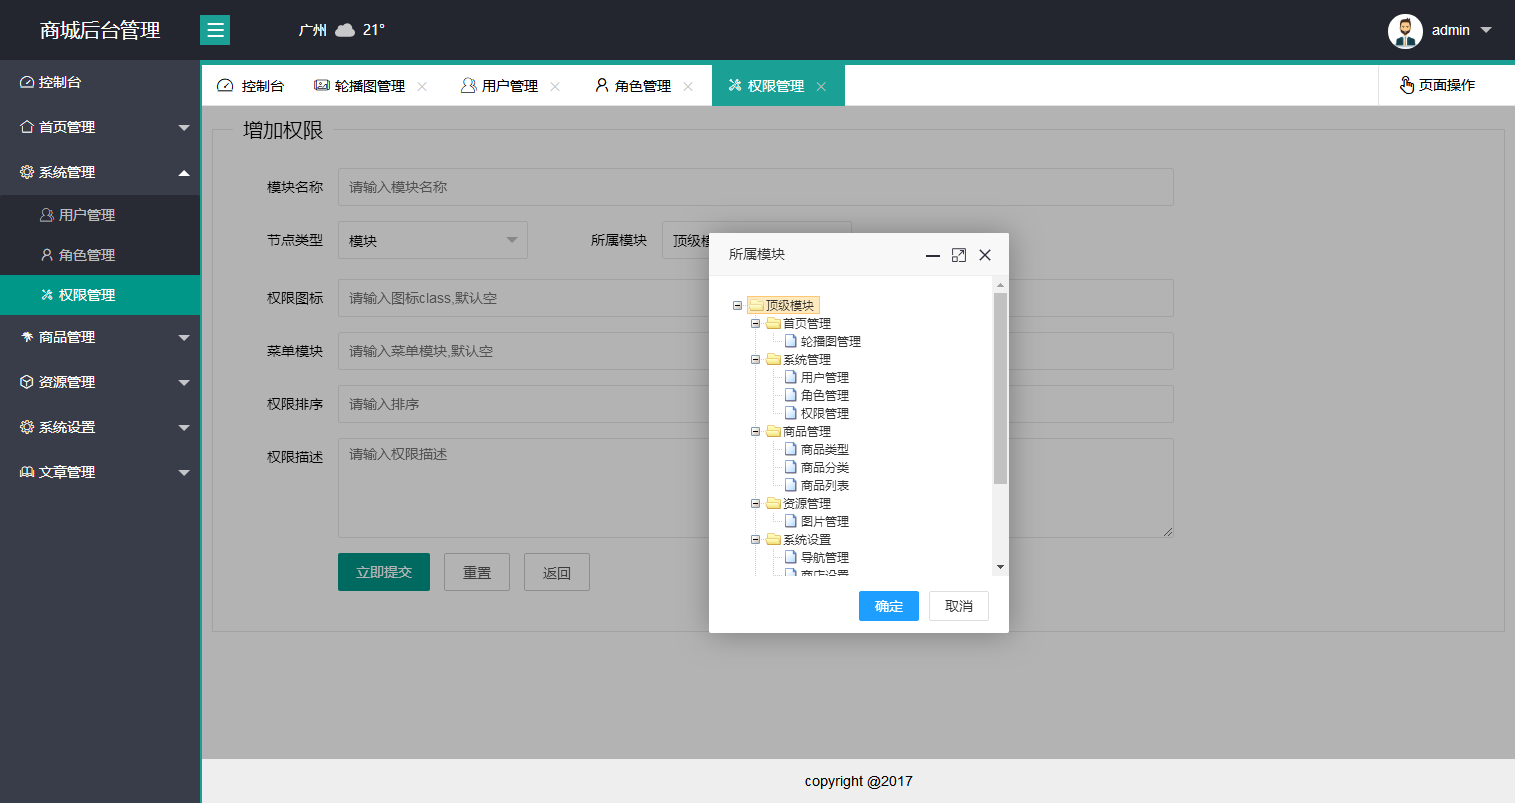 商城后台管理
广州 21°
admin
控制台
首页管理
系统管理
用户管理
角色管理
权限管理
商品管理
资源管理
系统设置
文章管理
控制台
轮播图管理
用户管理
角色管理
权限管理
页面操作
增加权限
模块名称
请输入模块名称
节点类型
模块
所属模块
顶级
权限图标
请输入图标class,默认空
菜单模块
请输入菜单模块,默认空
权限排序
请输入排序
权限描述
请输入权限描述
立即提交
重置
返回
所属模块
顶级模块
首页管理
轮播图管理
系统管理
用户管理
角色管理
权限管理
商品管理
商品类型
商品分类
商品列表
资源管理
图片管理
系统设置
导航管理
商店设置
确定
取消
copyright @2017